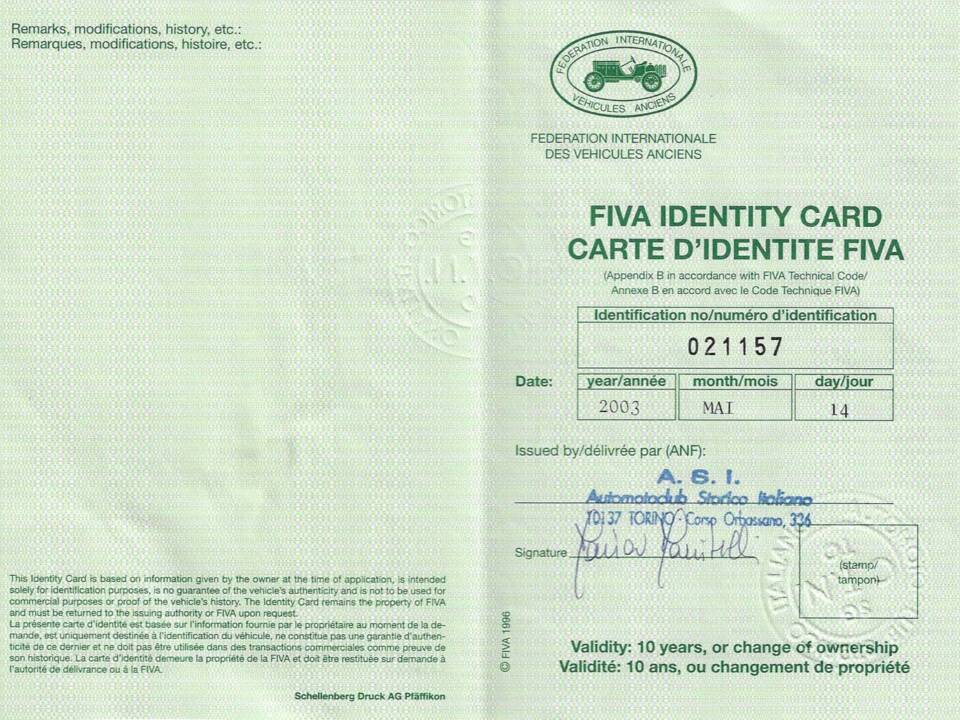 Remarks, modifications, history, etc.:
Remarques, modifications, histoire, etc.:
This Identity Card is based on information given by the owner at the time of application, is intended
solely for identification purposes, is no guarantee of the vehicle's authenticity and is not to be used for
commercial purposes or proof of the vehicle's history. The Identity Card remains the property of FIVA
and must be returned to the issuing authority or FIVA upon request.
La présente carte d'identité est basée sur l'information fournie par le propriétaire au moment de la de-
mande, est uniquement destinée à l'identification du véhicule, ne constitue pas une garantie d'authen-
ticité de ce dernier et ne doit pas être utilisée dans des transactions commerciales comme preuve de
son historique. La carte d'identité demeure la propriété de la FIVA et doit être restituée sur demande à
l'autorité de délivrance ou à la FIVA.
Schellenberg Druck AG Pfäffikon
FEDERATION INTERNATIONALE
VEHICULES ANCIENS
FEDERATION INTERNATIONALE
DES VEHICULES ANCIENS
FIVA IDENTITY CARD
CARTE D'IDENTITE FIVA
(Appendix B in accordance with FIVA Technical Code/
Annexe B en accord avec le Code Technique FIVA)
Identification no/numéro d'identification
021157
Date: year/année month/mois day/jour
2003 MAI 14
Issued by/délivrée par (ANF):
A. S. I.
Automotoclub Storico Italiano
10137 TORINO - Corso Orbassano, 336
Signature
(stamp/
tampon)
© FIVA 1996
Validity: 10 years, or change of ownership
Validité: 10 ans, ou changement de propriété